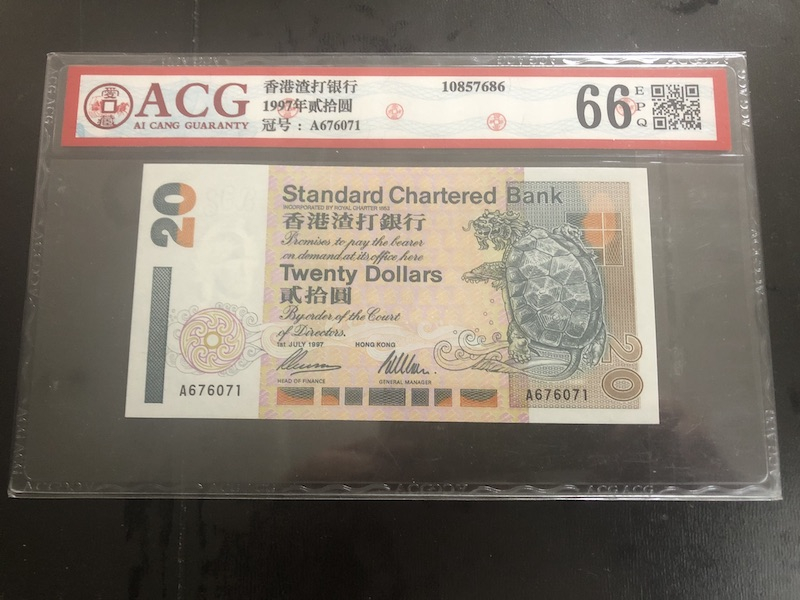 ACG
AI CANG GUARANTY
香港渣打银行
1997年贰拾圆
冠号：A676071
10857686
66
EPQ
20
Standard Chartered Bank
INCORPORATED BY ROYAL CHARTER 1853
香港渣打銀行
Promises to pay the bearer
on demand at its office here
Twenty Dollars
貳拾圓
By order of the Court
of Directors.
1st JULY 1997 HONG KONG
HEAD OF FINANCE GENERAL MANAGER
A676071
A676071
20